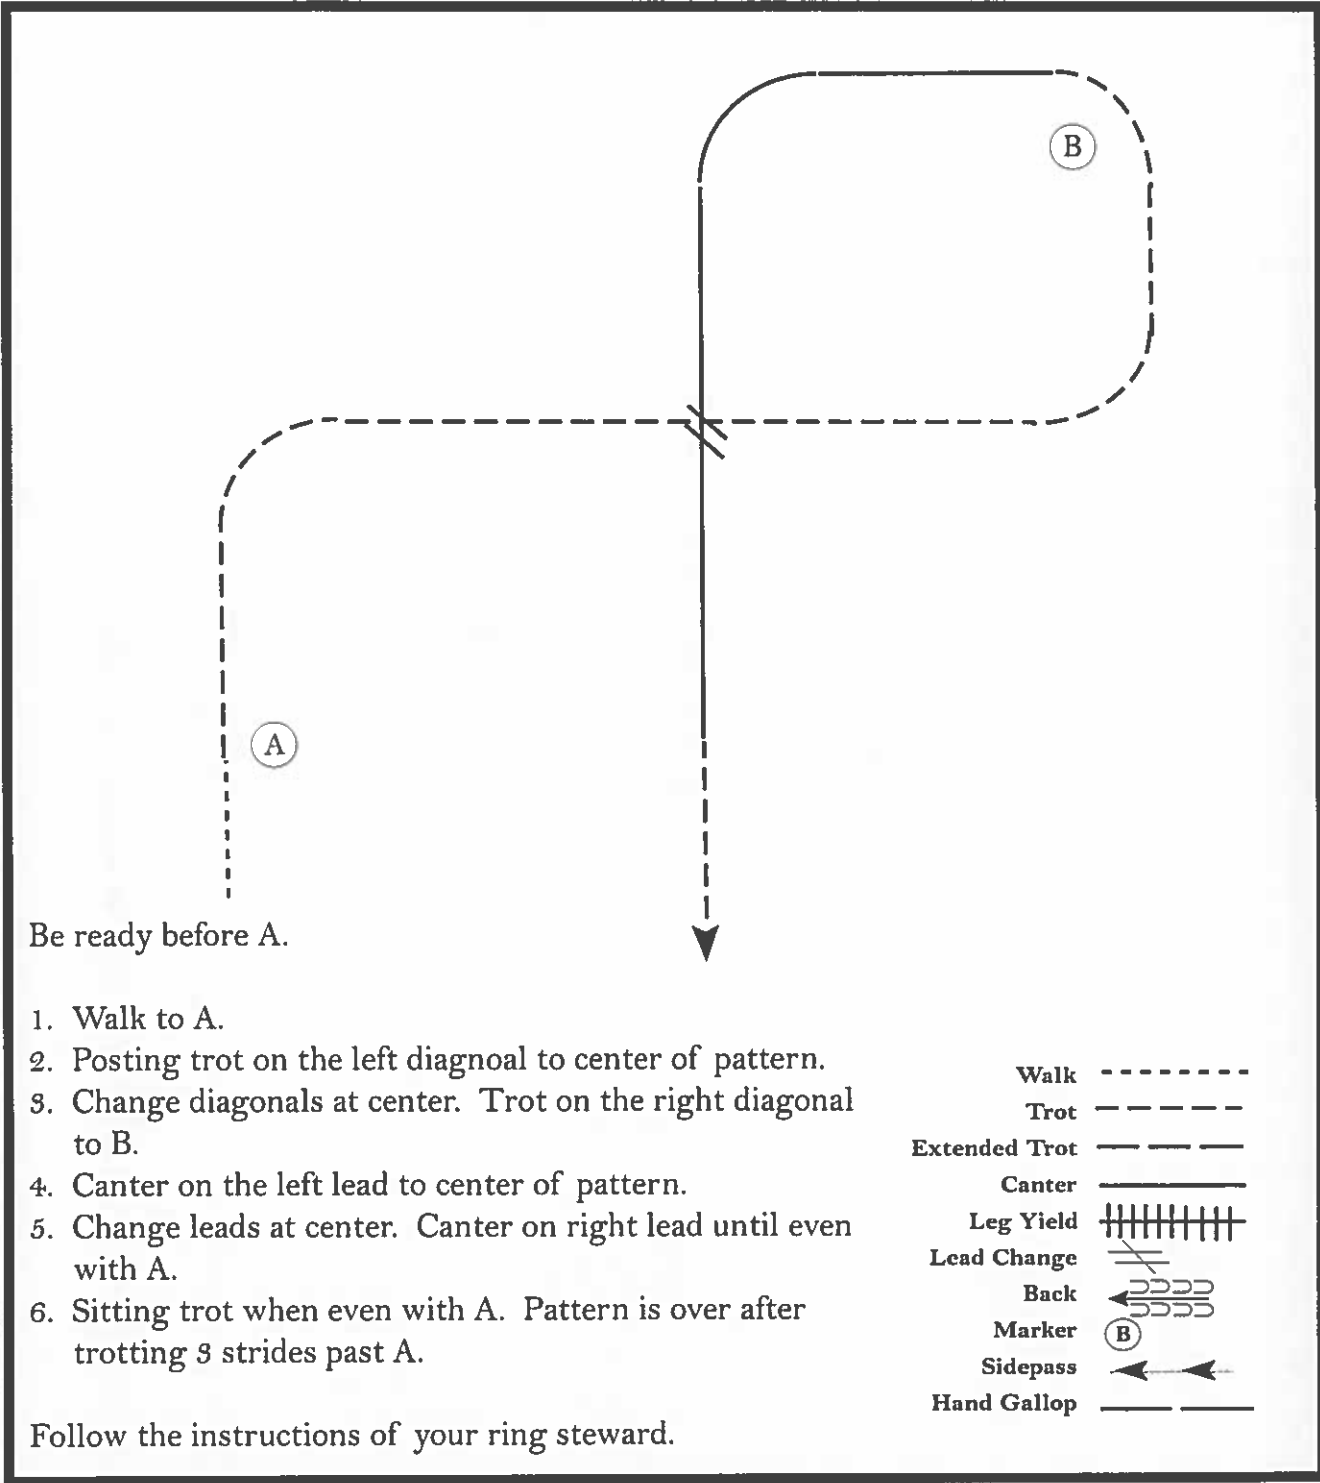 B
A
Be ready before A.
1. Walk to A.
2. Posting trot on the left diagnoal to center of pattern.
3. Change diagonals at center. Trot on the right diagonal
to B.
4. Canter on the left lead to center of pattern.
5. Change leads at center. Canter on right lead until even
with A.
6. Sitting trot when even with A. Pattern is over after
trotting 3 strides past A.
Follow the instructions of your ring steward.
Walk
Trot
Extended Trot
Canter
Leg Yield
Lead Change
Back
Marker B
Sidepass
Hand Gallop